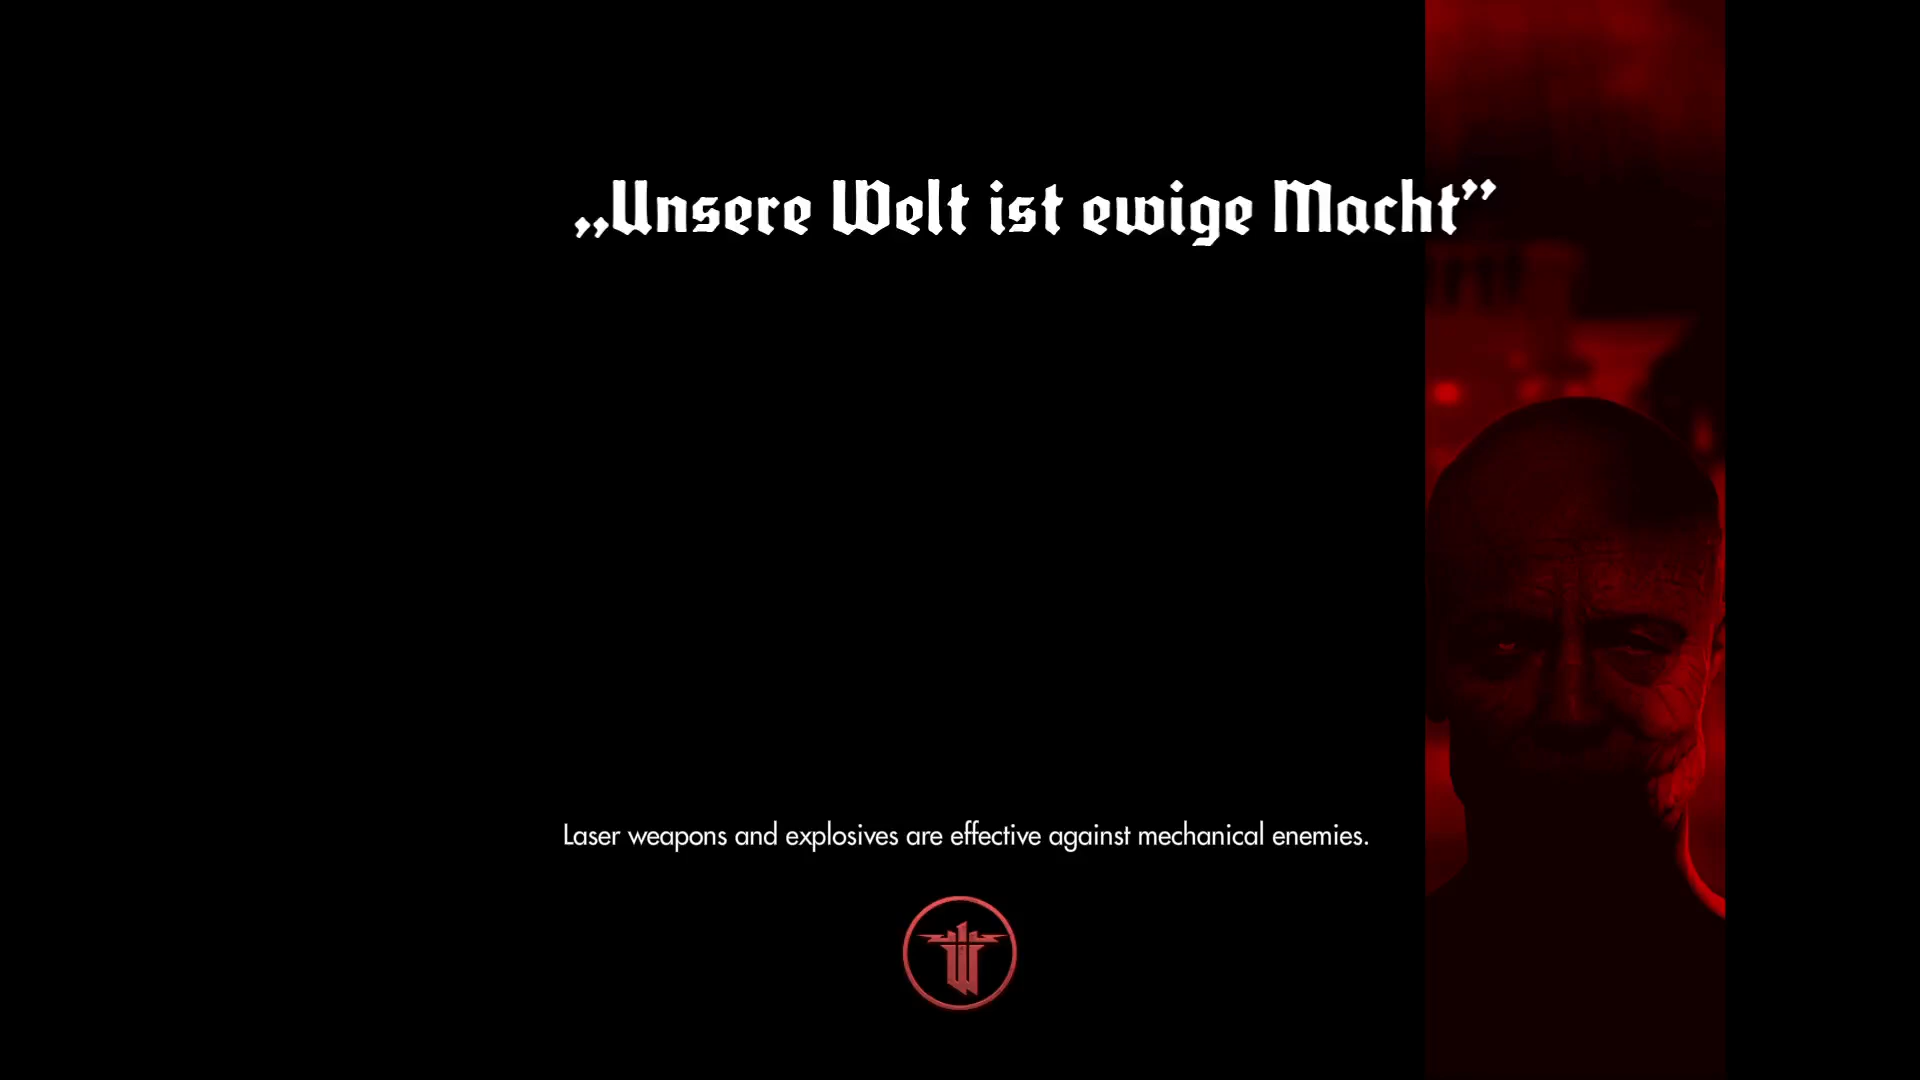 „Unsere Welt ist ewige Macht”
Laser weapons and explosives are effective against mechanical enemies.